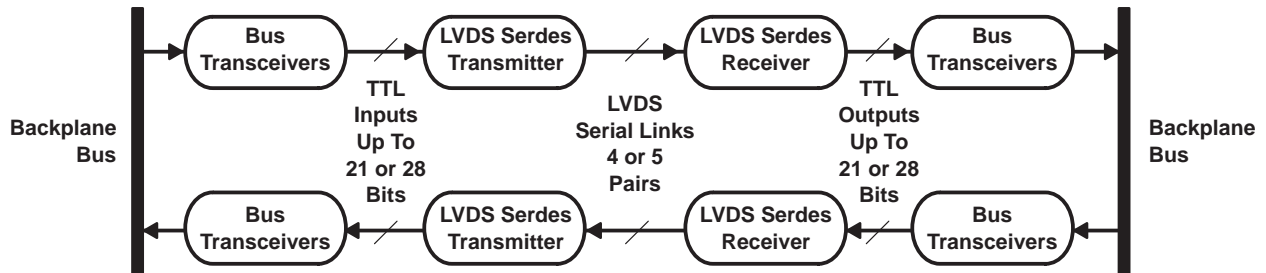 Bus
Transceivers
LVDS Serdes
Transmitter
LVDS Serdes
Receiver
Bus
Transceivers
Backplane
Bus
TTL
Inputs
Up To
21 or 28
Bits
LVDS
Serial Links
4 or 5
Pairs
TTL
Outputs
Up To
21 or 28
Bits
Backplane
Bus
Bus
Transceivers
LVDS Serdes
Transmitter
LVDS Serdes
Receiver
Bus
Transceivers